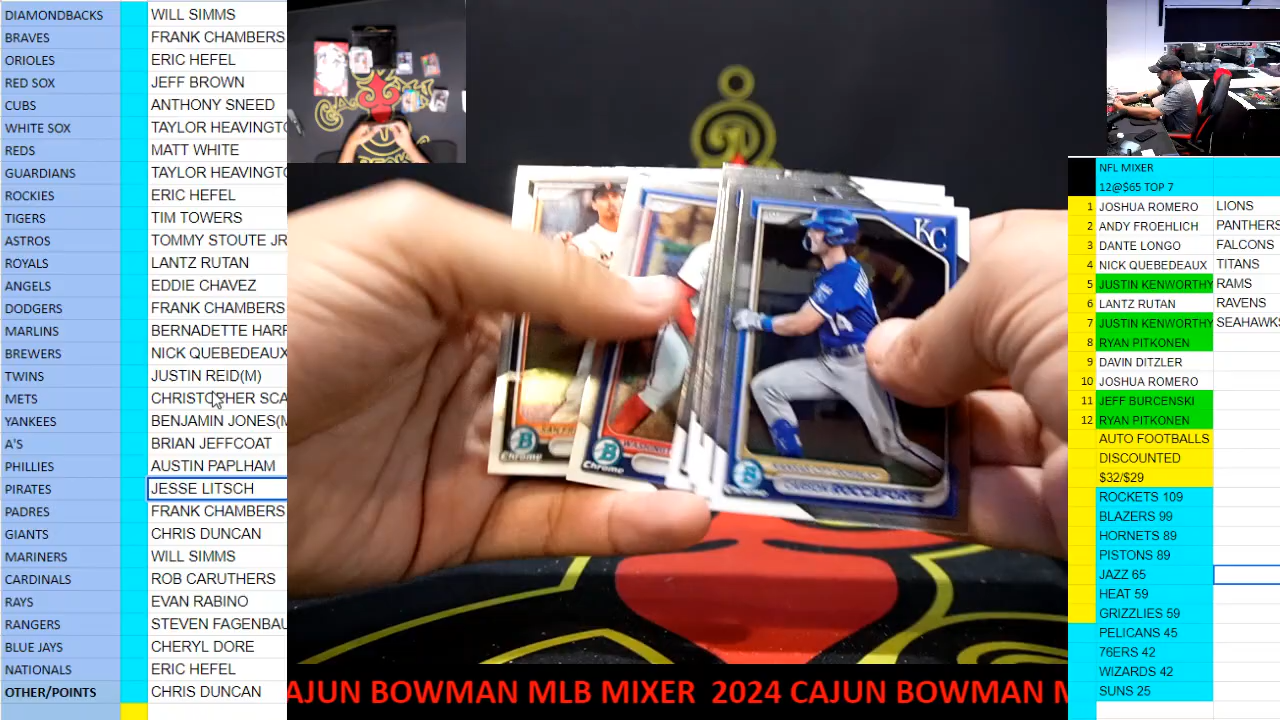 DIAMONDBACKS WILL SIMMS
BRAVES FRANK CHAMBERS
ORIOLES ERIC HEFEL
RED SOX JEFF BROWN
CUBS ANTHONY SNEED
WHITE SOX TAYLOR HEAVINGTO
REDS MATT WHITE
GUARDIANS TAYLOR HEAVINGTO
ROCKIES ERIC HEFEL
TIGERS TIM TOWERS
ASTROS TOMMY STOUTE JR
ROYALS LANTZ RUTAN
ANGELS EDDIE CHAVEZ
DODGERS FRANK CHAMBERS
MARLINS BERNADETTE HARR
BREWERS NICK QUEBEDEAUX
TWINS JUSTIN REID(M)
METS CHRISTOPHER SCA
YANKEES BENJAMIN JONES(M
A'S BRIAN JEFFCOAT
PHILLIES AUSTIN PAPLHAM
PIRATES JESSE LITSCH
PADRES FRANK CHAMBERS
GIANTS CHRIS DUNCAN
MARINERS WILL SIMMS
CARDINALS ROB CARUTHERS
RAYS EVAN RABINO
RANGERS STEVEN FAGENBAU
BLUE JAYS CHERYL DORE
NATIONALS ERIC HEFEL
OTHER/POINTS CHRIS DUNCAN
KC
14
Chrome
Chrome
NFL MIXER
12@$65 TOP 7
1 JOSHUA ROMERO LIONS
2 ANDY FROEHLICH PANTHERS
3 DANTE LONGO FALCONS
4 NICK QUEBEDEAUX TITANS
5 JUSTIN KENWORTHY RAMS
6 LANTZ RUTAN RAVENS
7 JUSTIN KENWORTHY SEAHAWKS
8 RYAN PITKONEN
9 DAVIN DITZLER
10 JOSHUA ROMERO
11 JEFF BURCENSKI
12 RYAN PITKONEN
AUTO FOOTBALLS
DISCOUNTED
$32/$29
ROCKETS 109
BLAZERS 99
HORNETS 89
PISTONS 89
JAZZ 65
HEAT 59
GRIZZLIES 59
PELICANS 45
76ERS 42
WIZARDS 42
SUNS 25
AJUN BOWMAN MLB MIXER 2024 CAJUN BOWMAN M